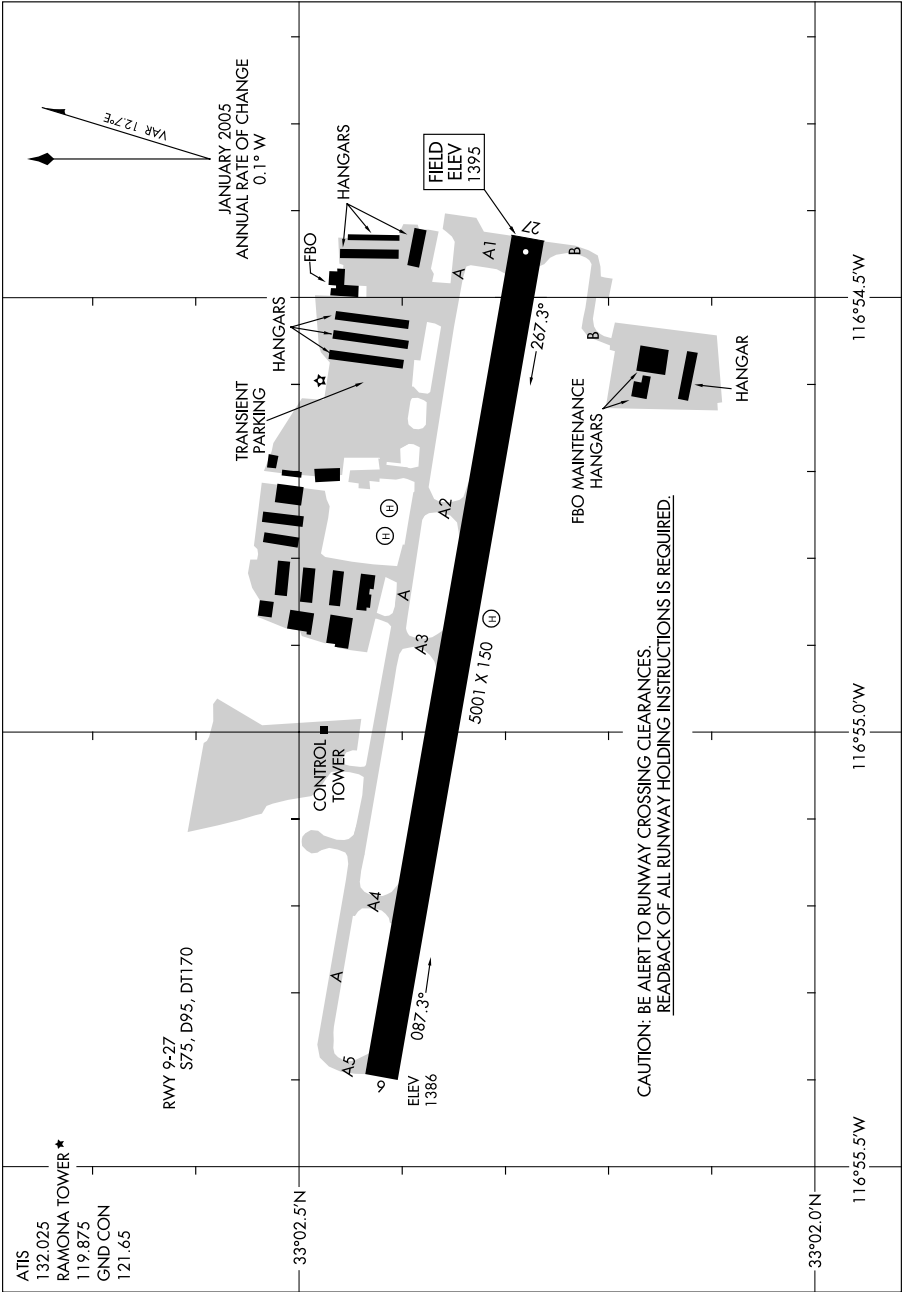 ATIS
132.025
RAMONA TOWER ★
119.875
GND CON
121.65
RWY 9-27
S75, D95, DT170
VAR 12.7°E
JANUARY 2005
ANNUAL RATE OF CHANGE
0.1° W
HANGARS
FBO
HANGARS
TRANSIENT
PARKING
FIELD
ELEV
1395
33°02.5'N
CONTROL
TOWER
A5
A
A4
A3
A
A2
A
A1
H
H
H
9
27
ELEV
1386
087.3°
5001 X 150
267.3°
B
B
FBO MAINTENANCE
HANGARS
HANGAR
CAUTION: BE ALERT TO RUNWAY CROSSING CLEARANCES.
READBACK OF ALL RUNWAY HOLDING INSTRUCTIONS IS REQUIRED.
33°02.0'N
116°55.5'W
116°55.0'W
116°54.5'W